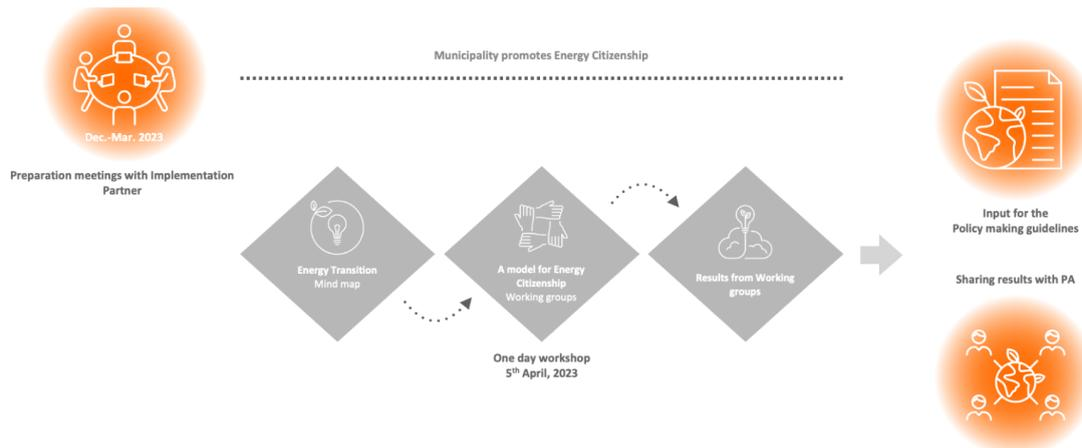 Municipality promotes Energy Citizenship
Dec.-Mar. 2023
Preparation meetings with Implementation
Partner
Energy Transition
Mind map
A model for Energy
Citizenship
Working groups
Results from Working
groups
One day workshop
5th April, 2023
Input for the
Policy making guidelines
Sharing results with PA